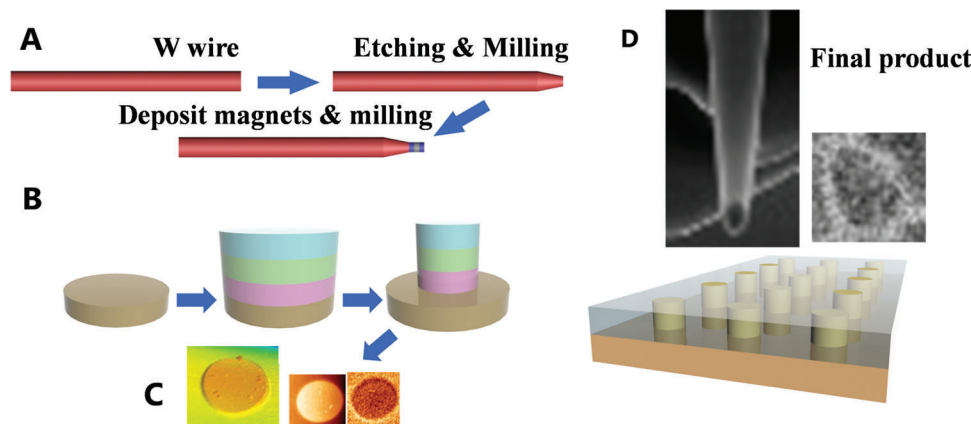 A
W wire
Etching & Milling
Deposit magnets & milling
B
C
D
Final product